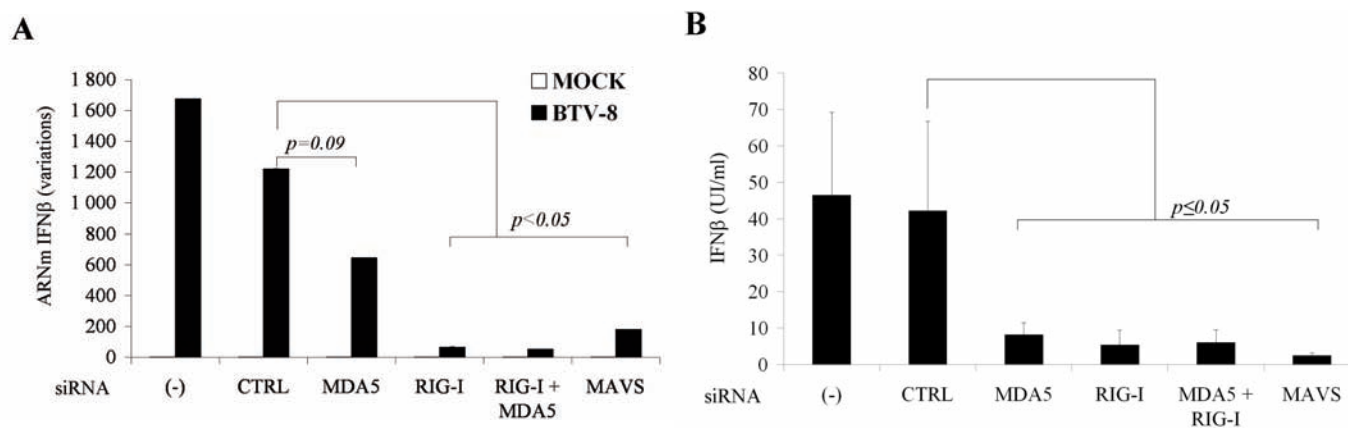 A
ARNm IFNβ (variations)
1 800
1 600
1 400
1 200
1 000
800
600
400
200
0
MOCK
BTV-8
p=0.09
p<0.05
siRNA
(-)
CTRL
MDA5
RIG-I
RIG-I +
MDA5
MAVS
B
IFNβ (UI/ml)
80
70
60
50
40
30
20
10
0
p≤0.05
siRNA
(-)
CTRL
MDA5
RIG-I
MDA5 +
RIG-I
MAVS